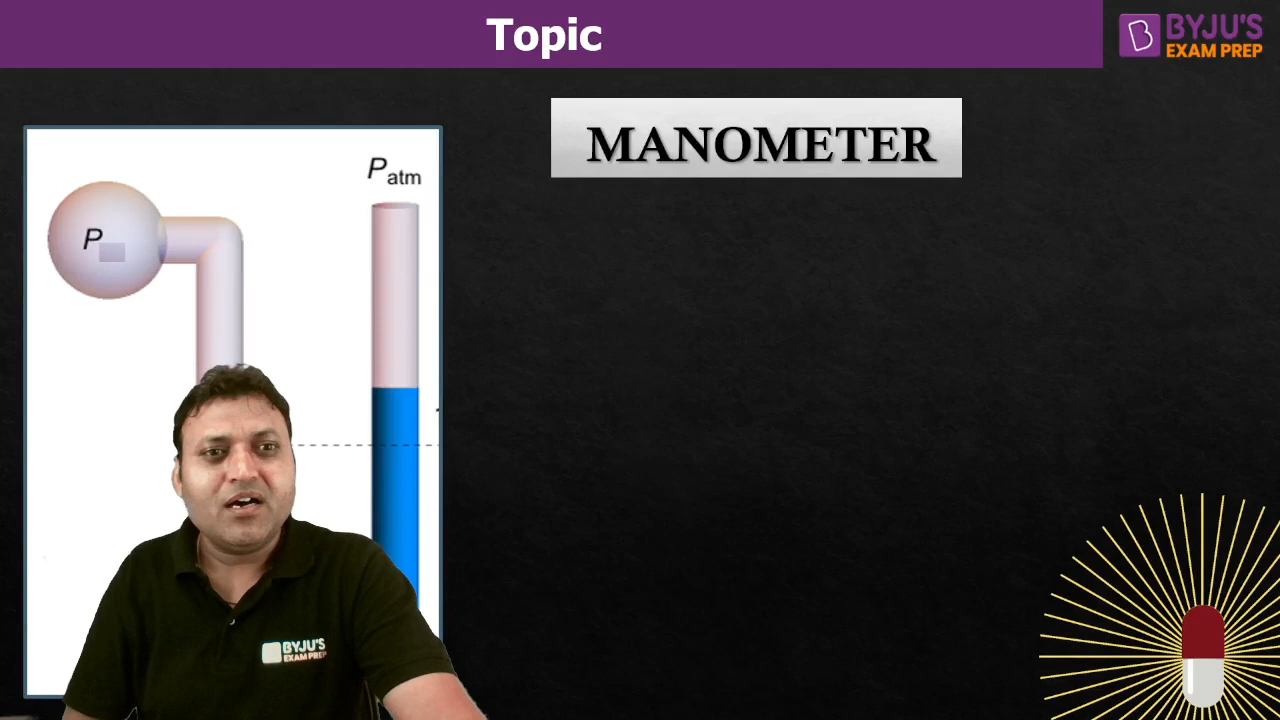 Topic
BYJU'S
EXAM PREP
MANOMETER
P atm
P
BYJU'S
EXAM PREP